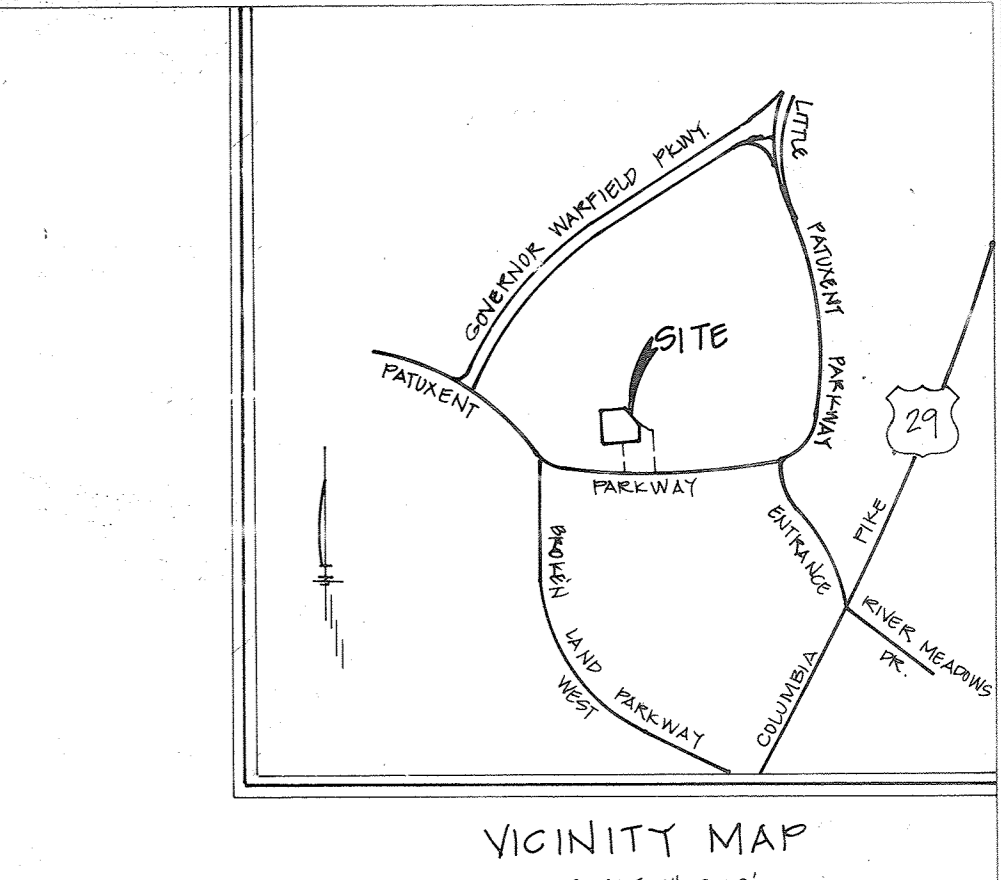 LITTLE
GOVERNOR WARFIELD PKWY.
PATUXENT
PARKWAY
SITE
PATUXENT
29
PARKWAY
ENTRANCE
PIKE
BROKEN
LAND
PARKWAY
WEST
RIVER MEADOWS
DR.
COLUMBIA
VICINITY MAP